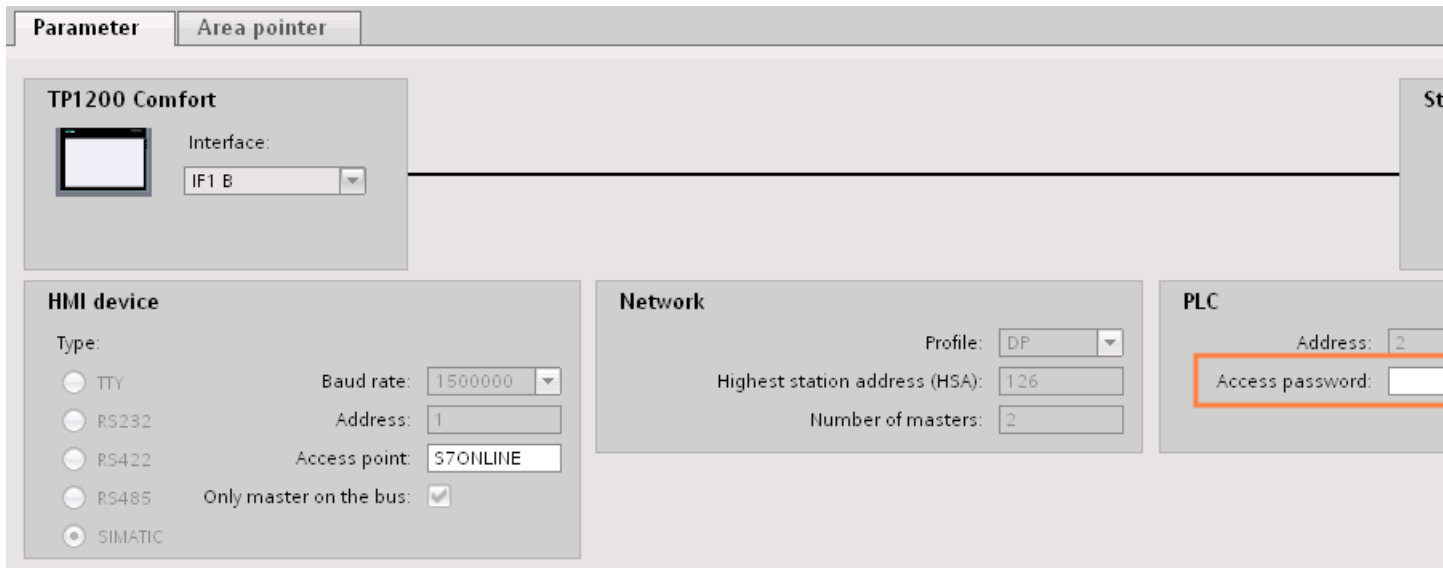 Parameter
Area pointer
TP1200 Comfort
Interface:
IF1 B
HMI device
Type:
TTY
RS232
RS422
RS485
SIMATIC
Baud rate: 1500000
Address: 1
Access point: S7ONLINE
Only master on the bus:
Network
Profile: DP
Highest station address (HSA): 126
Number of masters: 2
PLC
Address: 2
Access password: